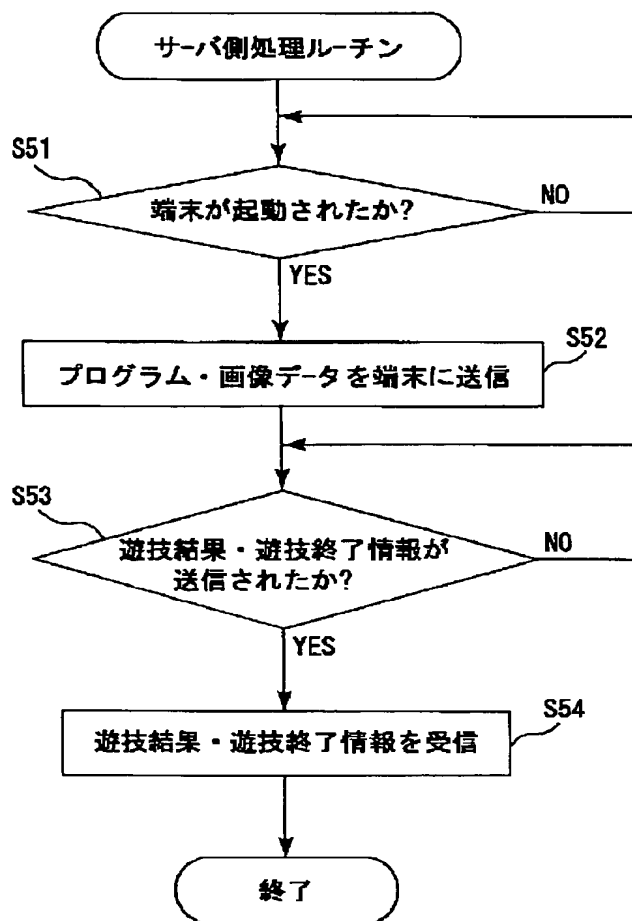 サーバ側処理ルーチン
S51
端末が起動されたか?
NO
YES
S52
プログラム・画像データを端末に送信
S53
遊技結果・遊技終了情報が
送信されたか?
NO
YES
S54
遊技結果・遊技終了情報を受信
終了